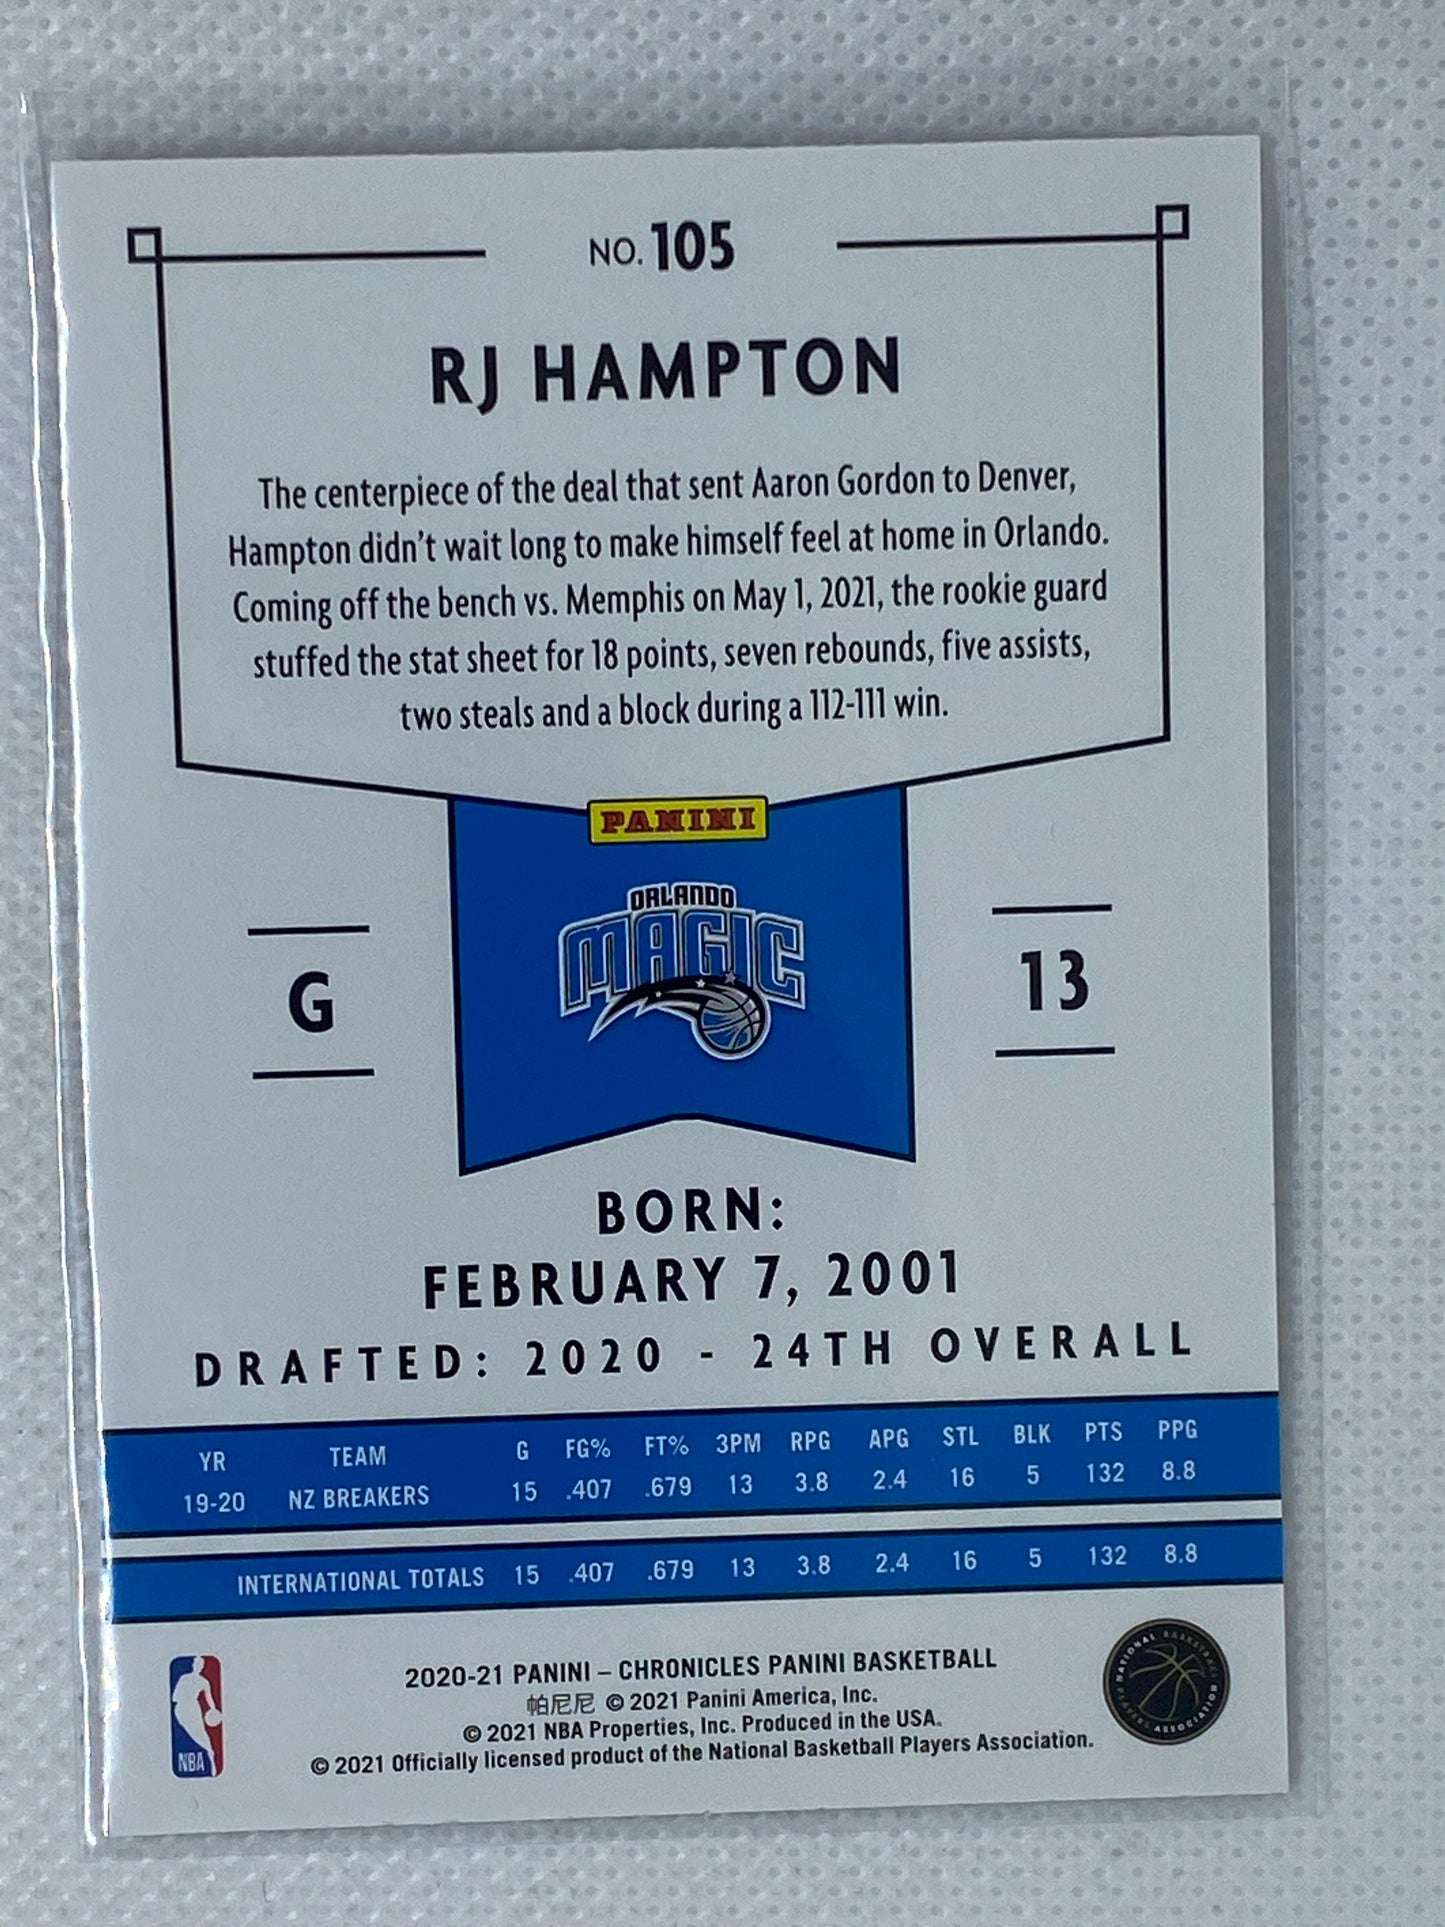 NO. 105
RJ HAMPTON
The centerpiece of the deal that sent Aaron Gordon to Denver,
Hampton didn't wait long to make himself feel at home in Orlando.
Coming off the bench vs. Memphis on May 1, 2021, the rookie guard
stuffed the stat sheet for 18 points, seven rebounds, five assists,
two steals and a block during a 112-111 win.
PANINI
ORLANDO
MAGIC
G
13
BORN:
FEBRUARY 7, 2001
DRAFTED: 2020 - 24TH OVERALL
YR TEAM G FG% FT% 3PM RPG APG STL BLK PTS PPG
19-20 NZ BREAKERS 15 .407 .679 13 3.8 2.4 16 5 132 8.8
INTERNATIONAL TOTALS 15 .407 .679 13 3.8 2.4 16 5 132 8.8
2020-21 PANINI – CHRONICLES PANINI BASKETBALL
帕尼尼 © 2021 Panini America, Inc.
© 2021 NBA Properties, Inc. Produced in the USA.
© 2021 Officially licensed product of the National Basketball Players Association.
NBA
NATIONAL BASKETBALL
PLAYERS ASSOCIATION